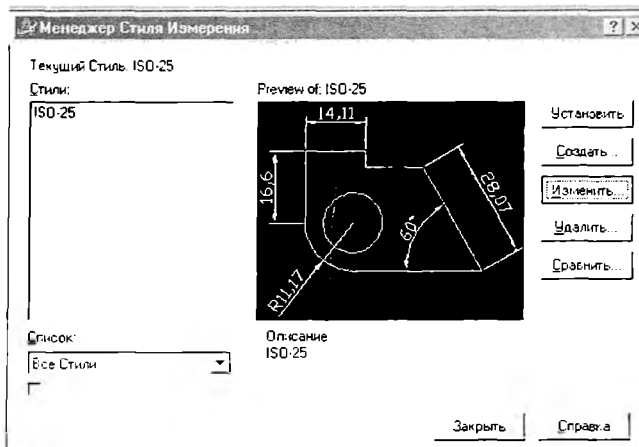 Менеджер Стиля Измерения
Текущий Стиль: ISO-25
Стили:
ISO-25
Preview of: ISO-25
14,11
16,6
28,07
60°
R11,17
Установить
Создать...
Изменить...
Удалить...
Сравнить...
Список:
Все Стили
Описание
ISO-25
Закрыть
Справка